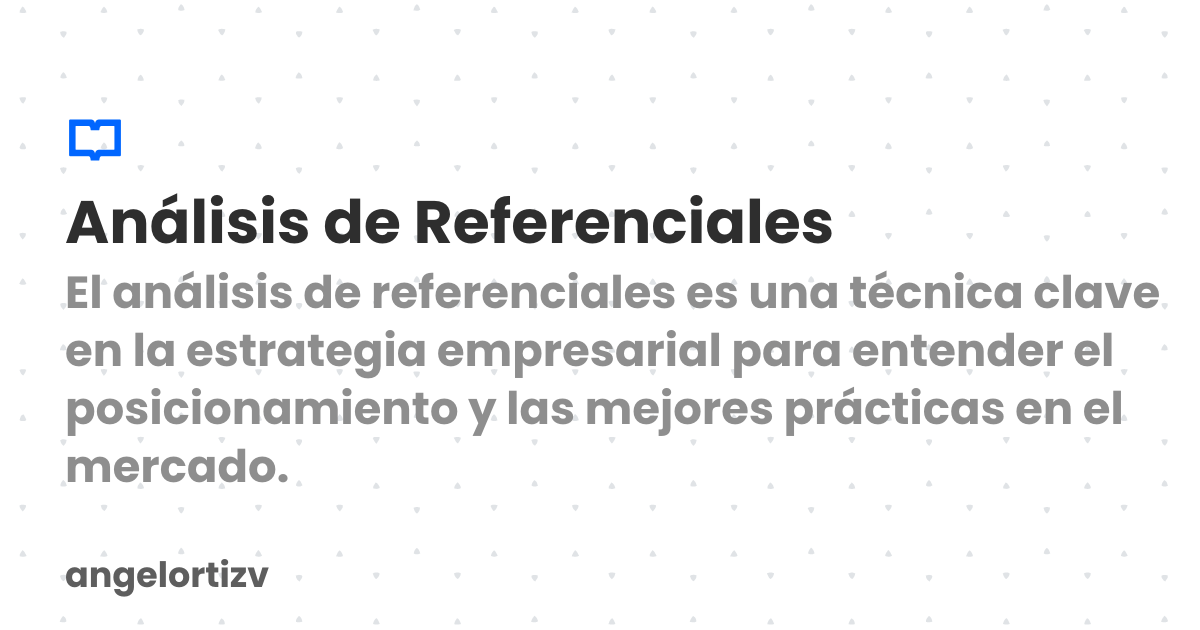 Análisis de Referenciales
El análisis de referenciales es una técnica clave
en la estrategia empresarial para entender el
posicionamiento y las mejores prácticas en el
mercado.
angelortizv